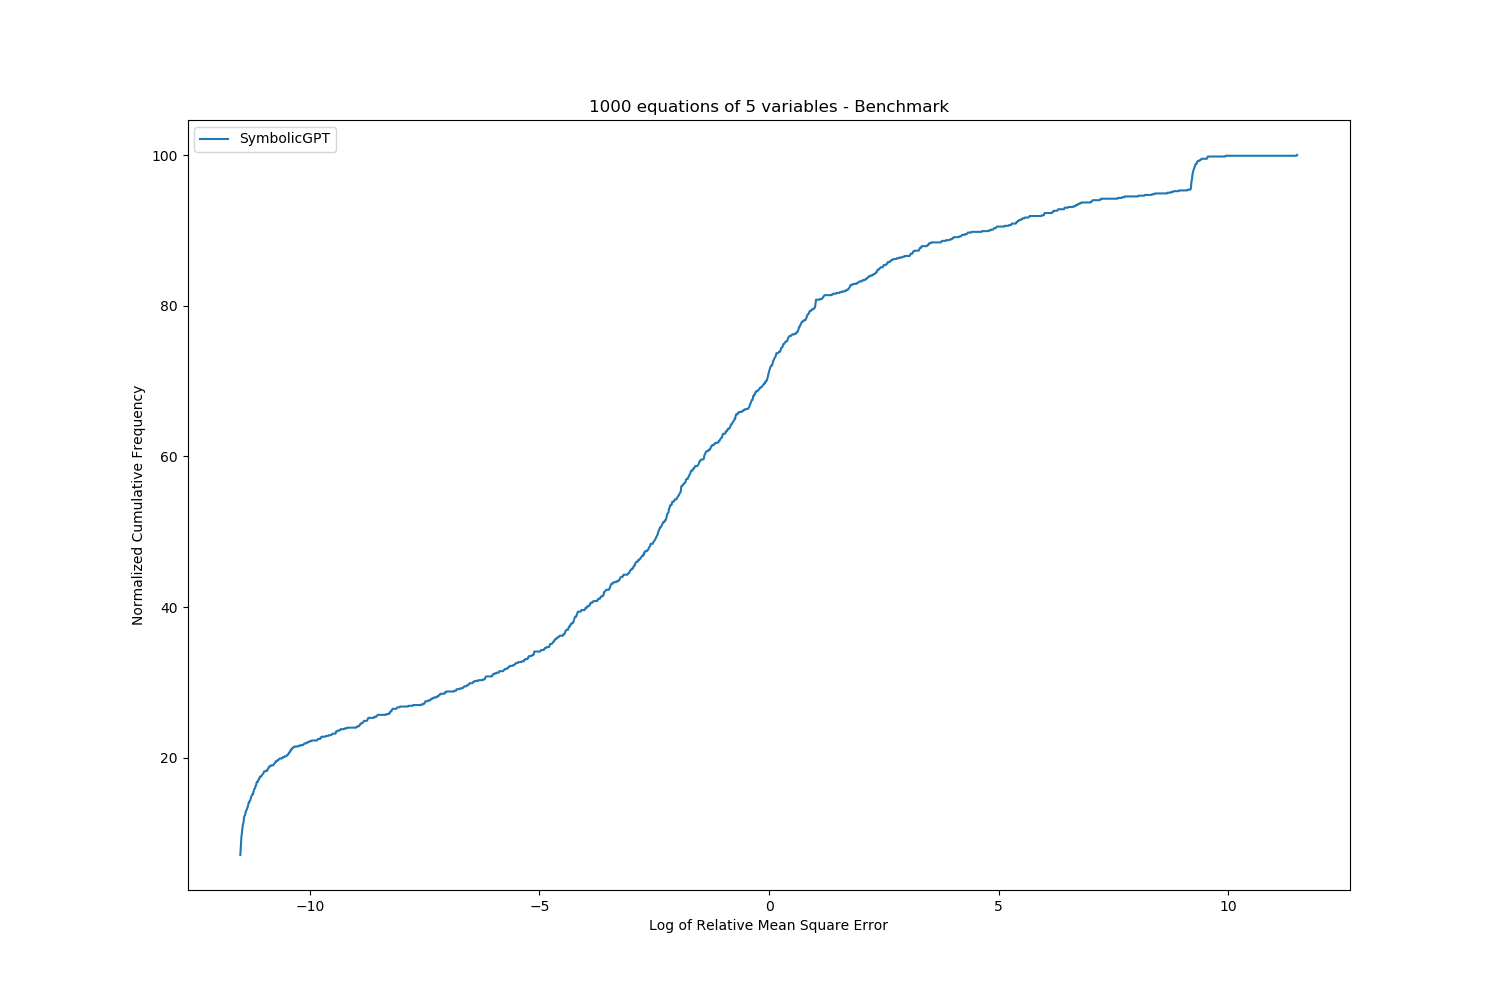 1000 equations of 5 variables - Benchmark
SymbolicGPT
100
80
60
40
20
Normalized Cumulative Frequency
−10
−5
0
5
10
Log of Relative Mean Square Error